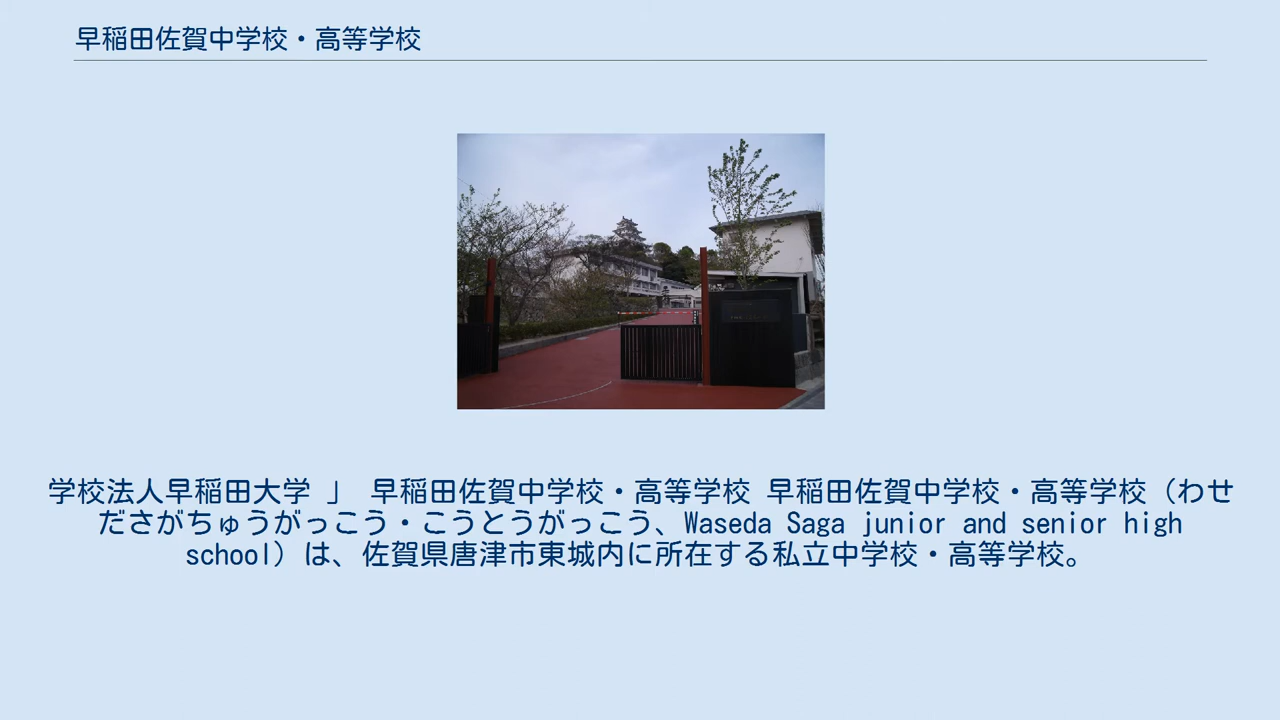 早稲田佐賀中学校・高等学校
学校法人早稲田大学 」 早稲田佐賀中学校・高等学校 早稲田佐賀中学校・高等学校（わせ
ださがちゅうがっこう・こうとうがっこう、Waseda Saga junior and senior high
school）は、佐賀県唐津市東城内に所在する私立中学校・高等学校。